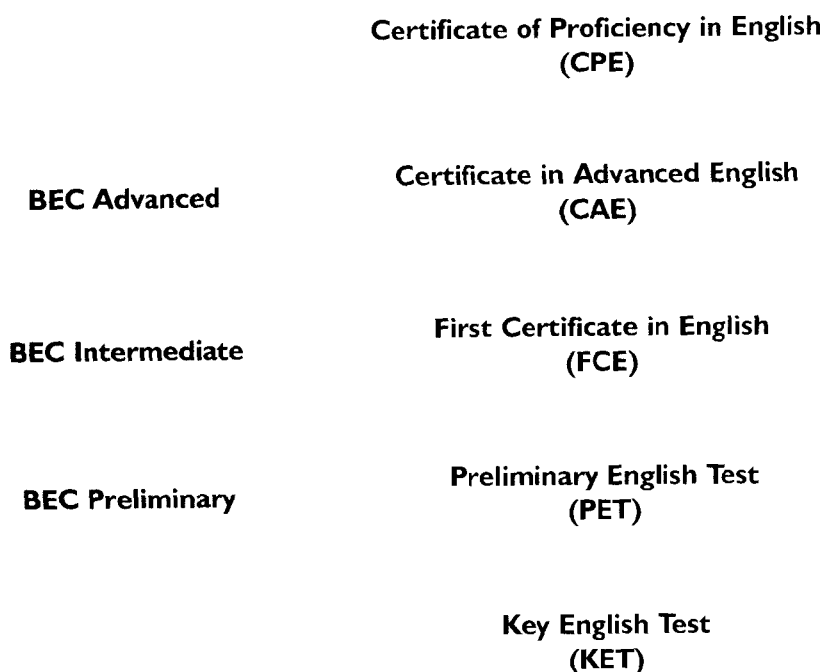 Certificate of Proficiency in English
(CPE)
BEC Advanced
Certificate in Advanced English
(CAE)
BEC Intermediate
First Certificate in English
(FCE)
BEC Preliminary
Preliminary English Test
(PET)
Key English Test
(KET)